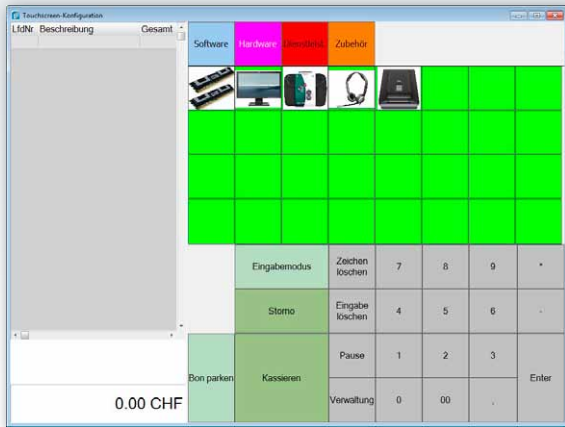 Touchscreen-Konfiguration
LfdNr Beschreibung Gesamt
Software Hardware Dienstleist. Zubehör
Eingabemodus Zeichen löschen 7 8 9 *
Storno Eingabe löschen 4 5 6 -
Bon parken Kassieren Pause 1 2 3 Enter
Verwaltung 0 00 .
0.00 CHF